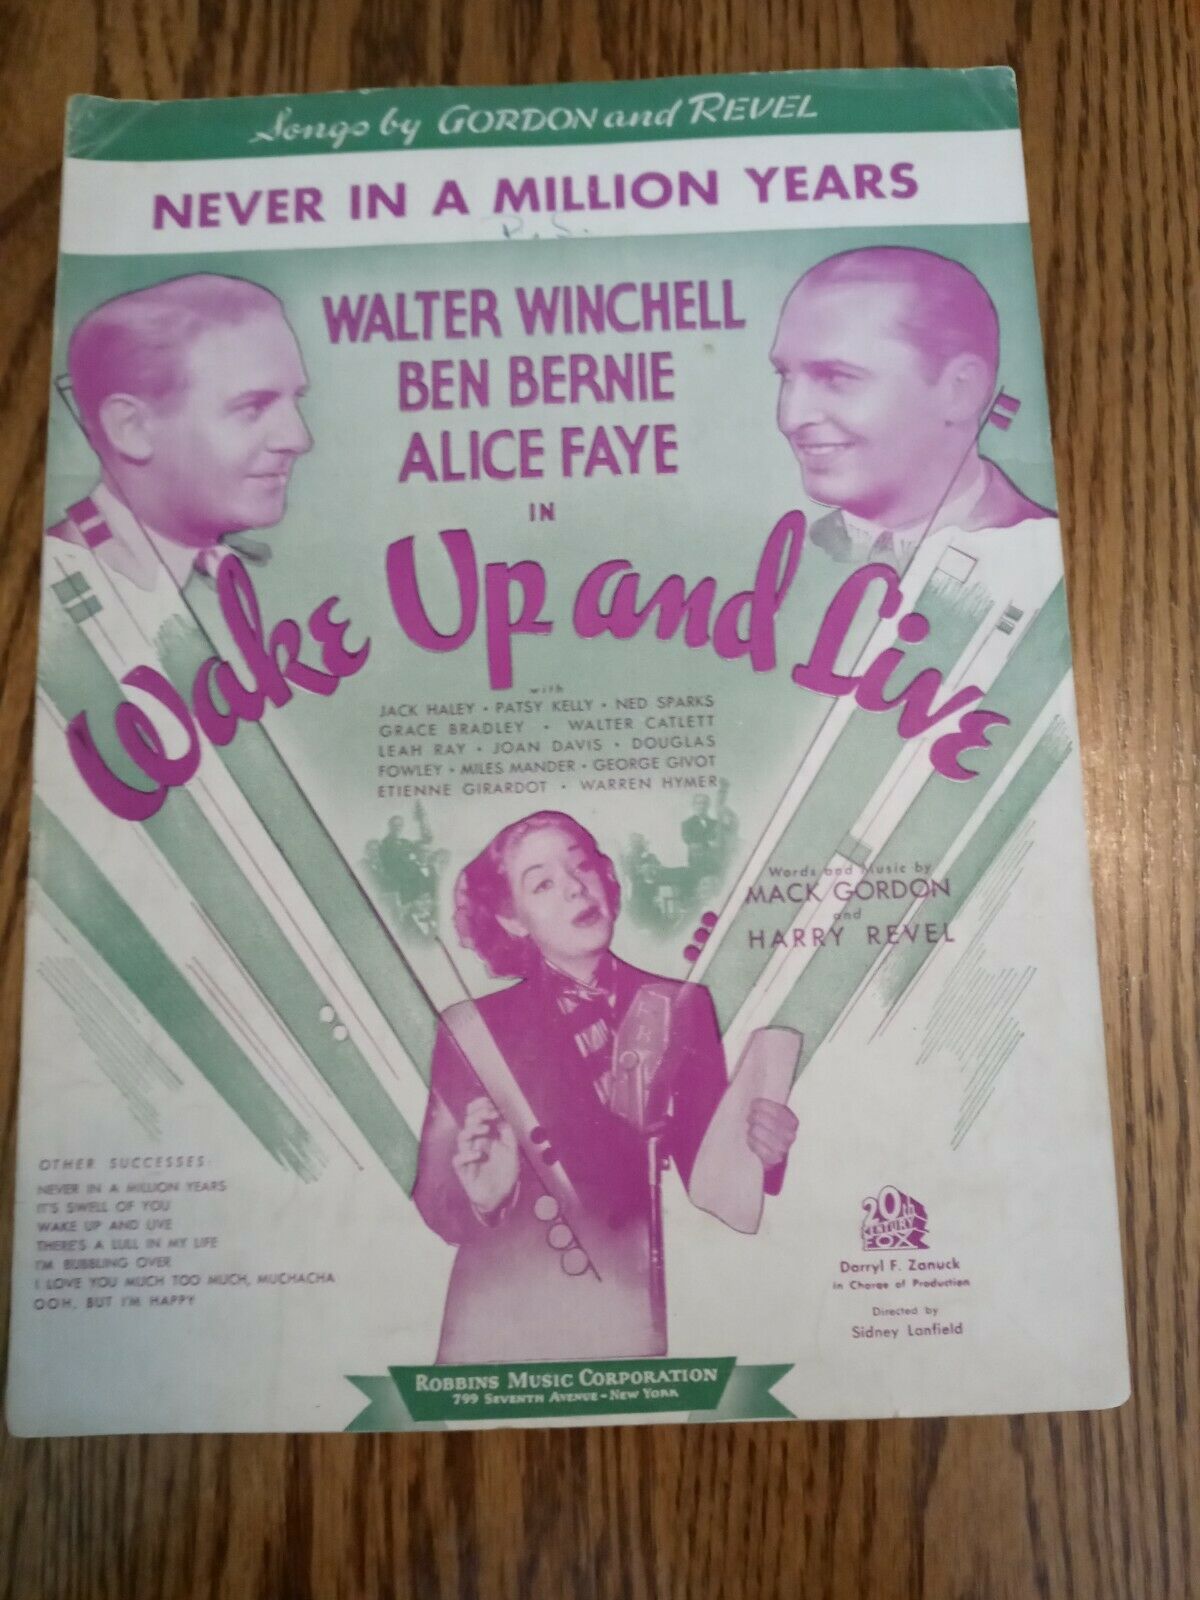 Songs by GORDON and REVEL
NEVER IN A MILLION YEARS
P. S.
WALTER WINCHELL
BEN BERNIE
ALICE FAYE
IN
Wake Up and Live
with
JACK HALEY • PATSY KELLY • NED SPARKS
GRACE BRADLEY • WALTER CATLETT
LEAH RAY • JOAN DAVIS • DOUGLAS
FOWLEY • MILES MANDER • GEORGE GIVOT
ETIENNE GIRARDOT • WARREN HYMER
Words and Music by
MACK GORDON
and
HARRY REVEL
OTHER SUCCESSES:
NEVER IN A MILLION YEARS
IT'S SWELL OF YOU
WAKE UP AND LIVE
THERE'S A LULL IN MY LIFE
I'M BUBBLING OVER
I LOVE YOU MUCH TOO MUCH, MUCHACHA
OOH, BUT I'M HAPPY
20th
CENTURY
FOX
Darryl F. Zanuck
in Charge of Production
Directed by
Sidney Lanfield
ROBBINS MUSIC CORPORATION
799 SEVENTH AVENUE - NEW YORK